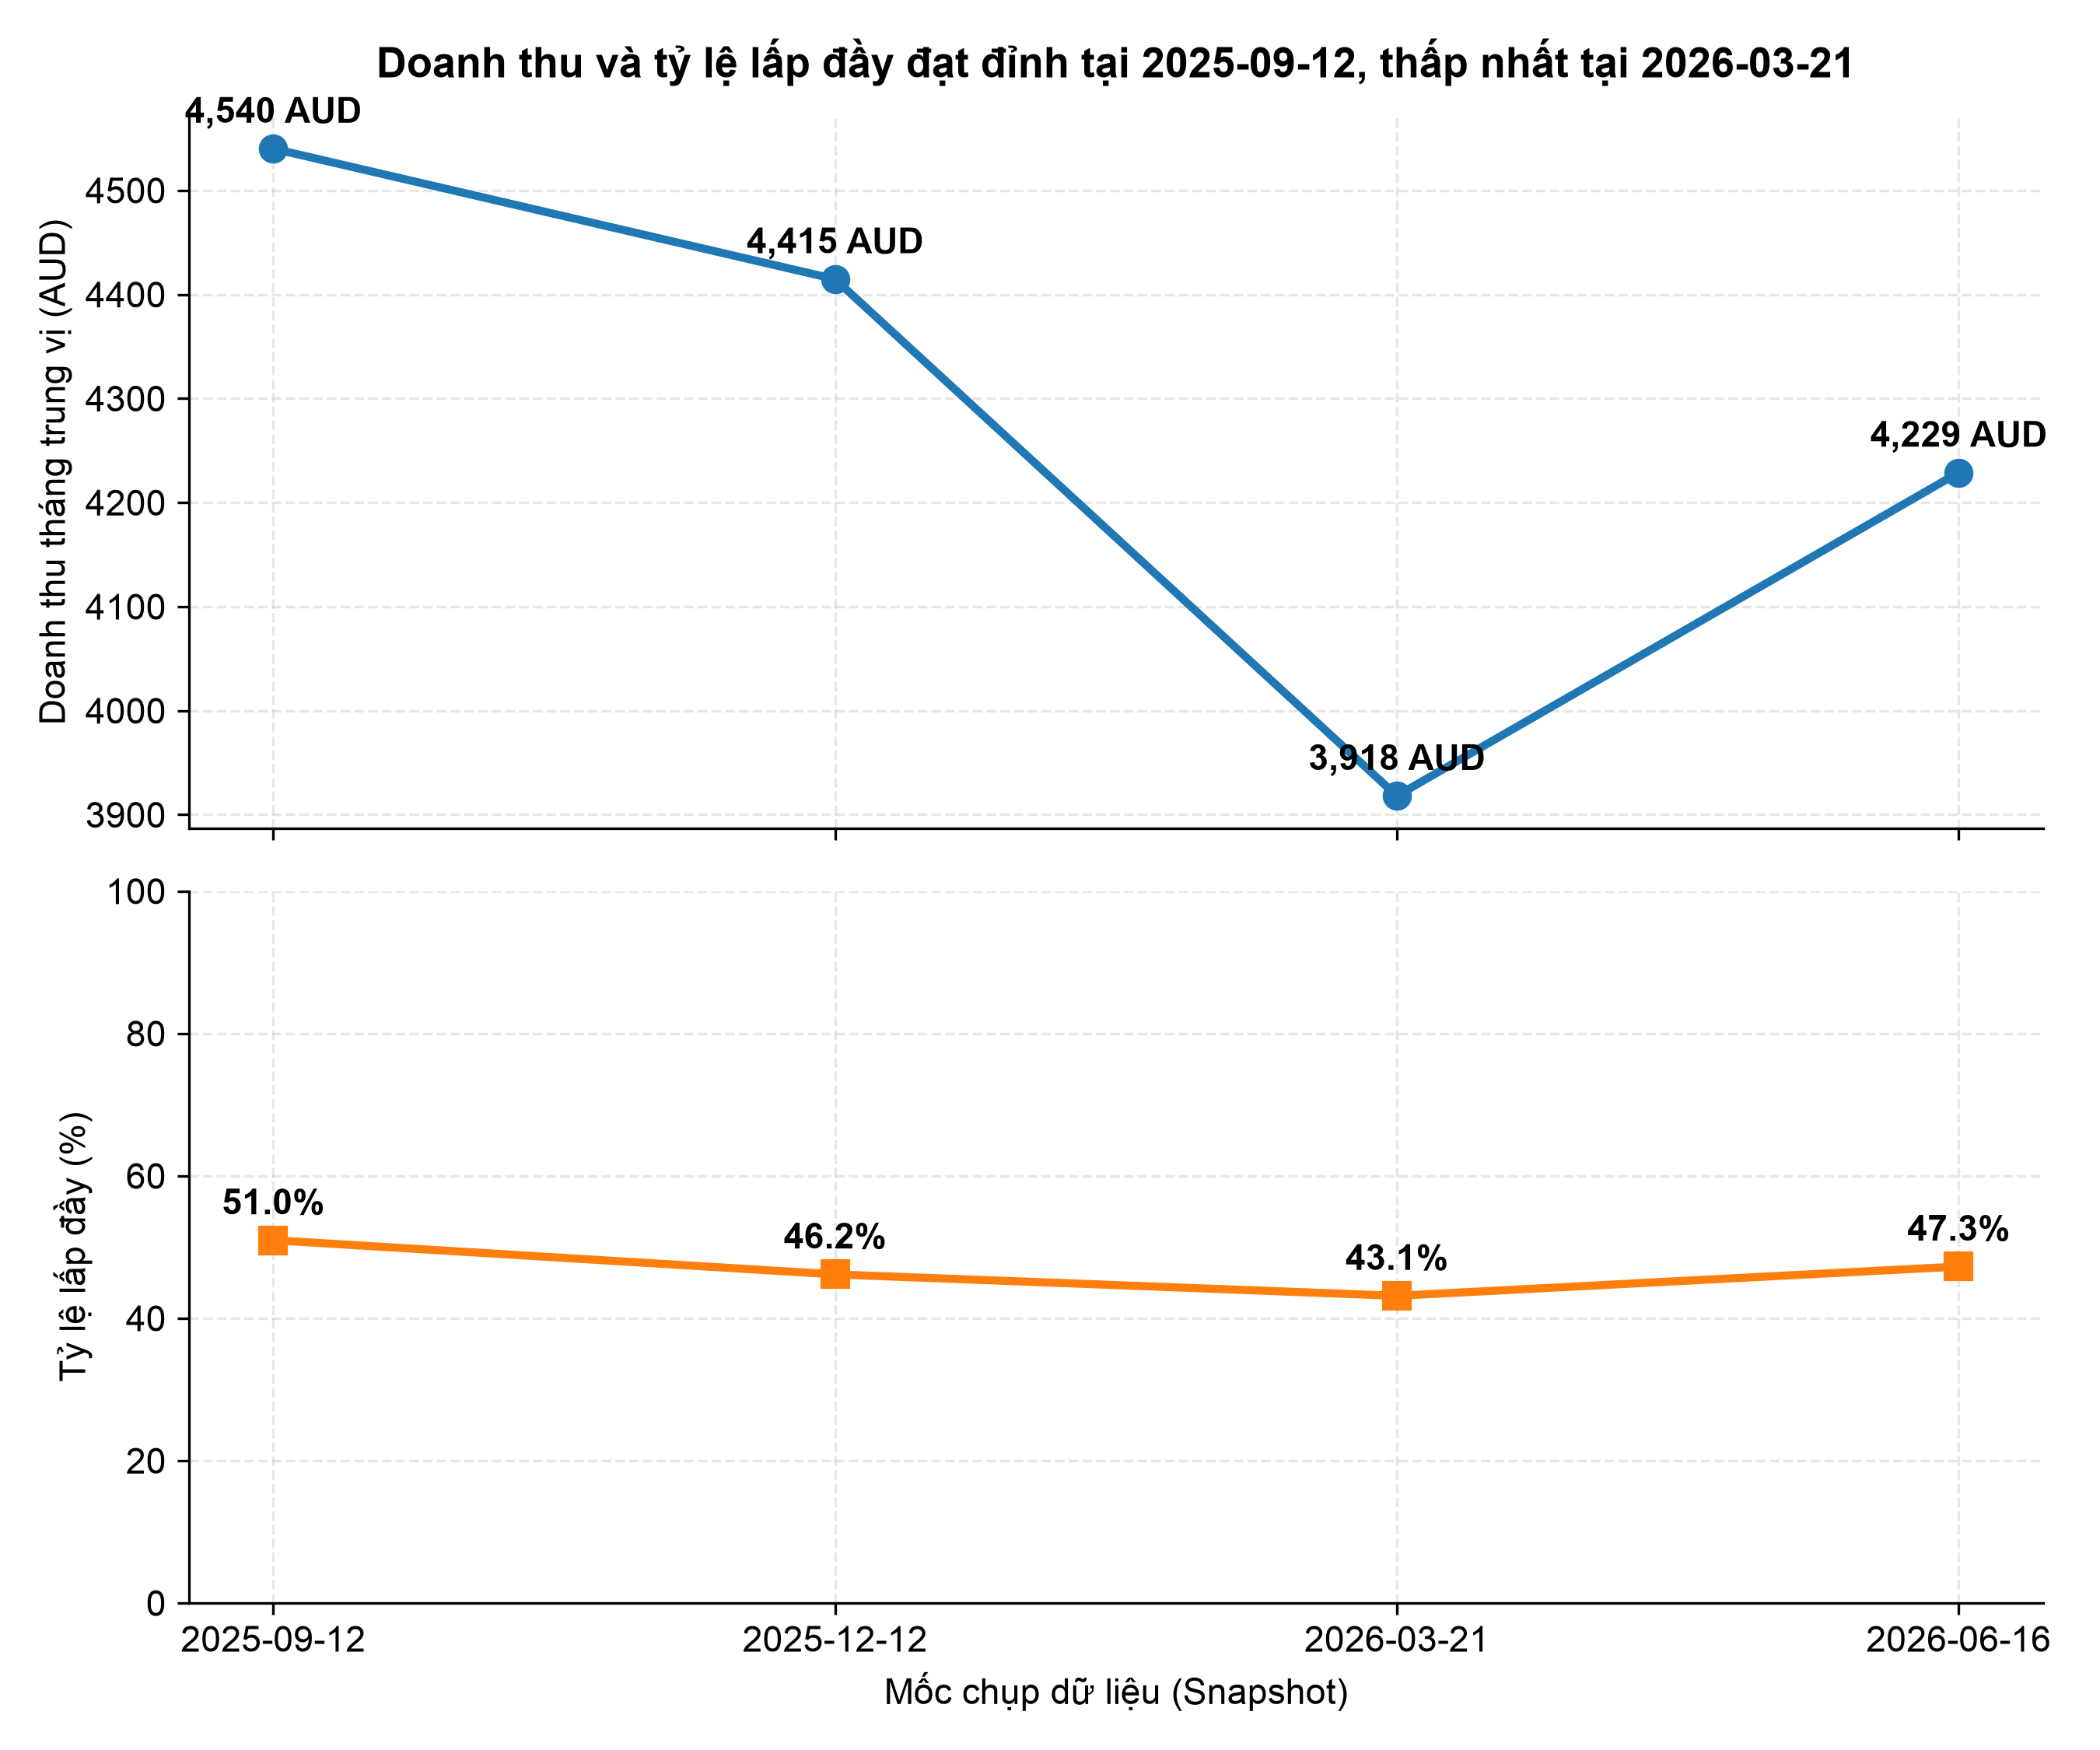 Doanh thu và tỷ lệ lấp đầy đạt đỉnh tại 2025-09-12, thấp nhất tại 2026-03-21
Doanh thu tháng trung vị (AUD)
4500
4400
4300
4200
4100
4000
3900
4,540 AUD
4,415 AUD
3,918 AUD
4,229 AUD
Tỷ lệ lấp đầy (%)
100
80
60
40
20
0
51.0%
46.2%
43.1%
47.3%
2025-09-12
2025-12-12
2026-03-21
2026-06-16
Mốc chụp dữ liệu (Snapshot)